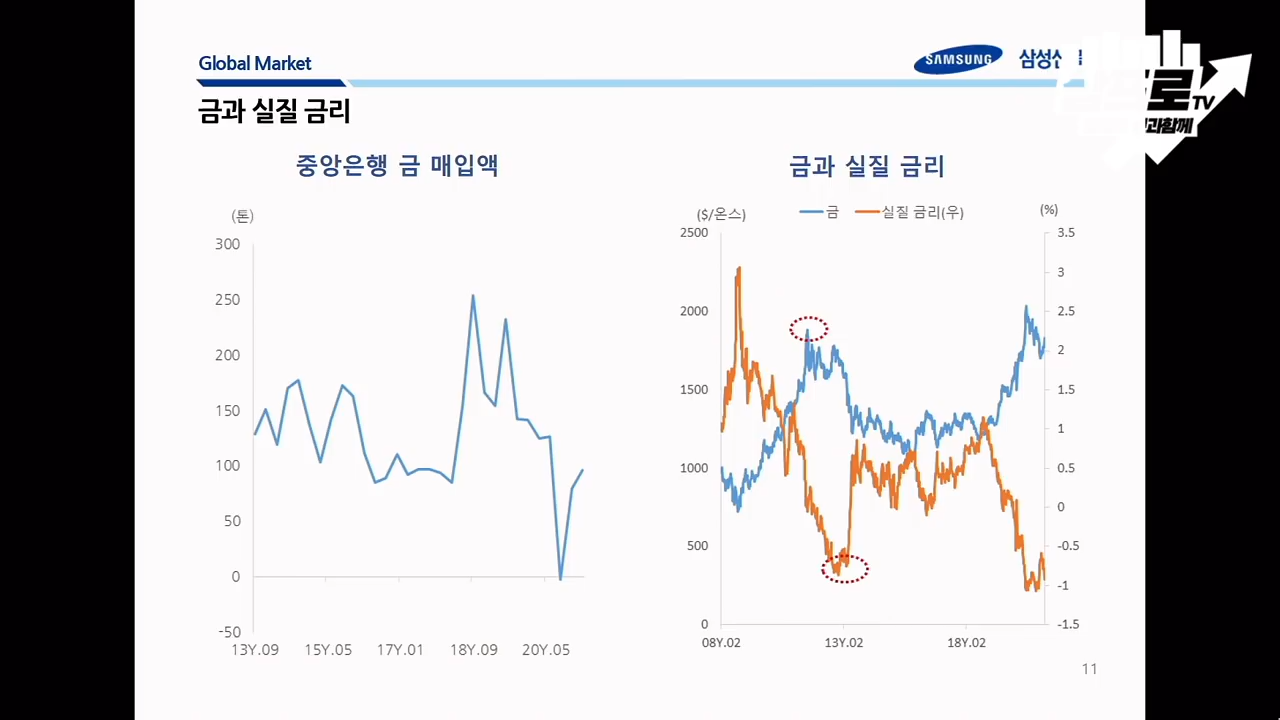 Global Market
SAMSUNG
금과 실질 금리
중앙은행 금 매입액
(톤)
300
250
200
150
100
50
0
-50
13Y.09 15Y.05 17Y.01 18Y.09 20Y.05
금과 실질 금리
($/온스) 금 실질 금리(우) (%)
2500 3.5
3
2000 2.5
2
1500 1.5
1
1000 0.5
0
500 -0.5
-1
0 -1.5
08Y.02 13Y.02 18Y.02
11
TV
과함께